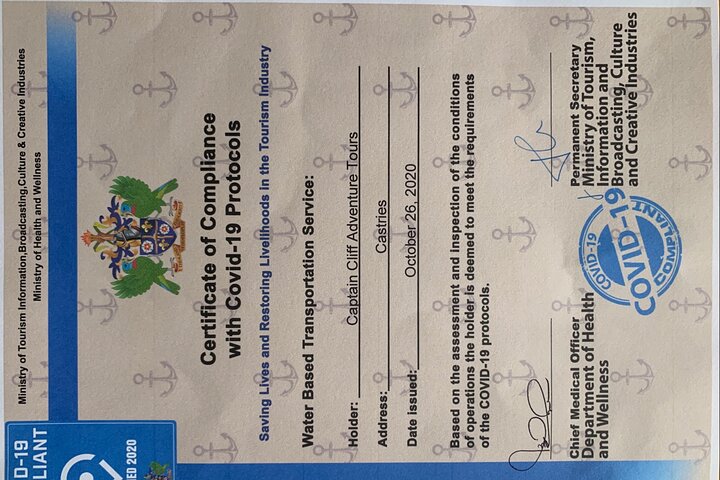 Ministry of Tourism Information,Broadcasting,Culture & Creative Industries
Ministry of Health and Wellness
Certificate of Compliance
with Covid-19 Protocols
Saving Lives and Restoring Livelihoods in the Tourism Industry
Water Based Transportation Service:
Holder: Captain Cliff Adventure Tours
Address: Castries
Date issued: October 26, 2020
Based on the assessment and inspection of the conditions
of operations the holder is deemed to meet the requirements
of the COVID-19 protocols.
Chief Medical Officer
Department of Health
and Wellness
COVID-19
COVID-19
COMPLIANT
Permanent Secretary
Ministry of Tourism,
Information and
Broadcasting, Culture
and Creative Industries
D-19
LIANT
ED 2020